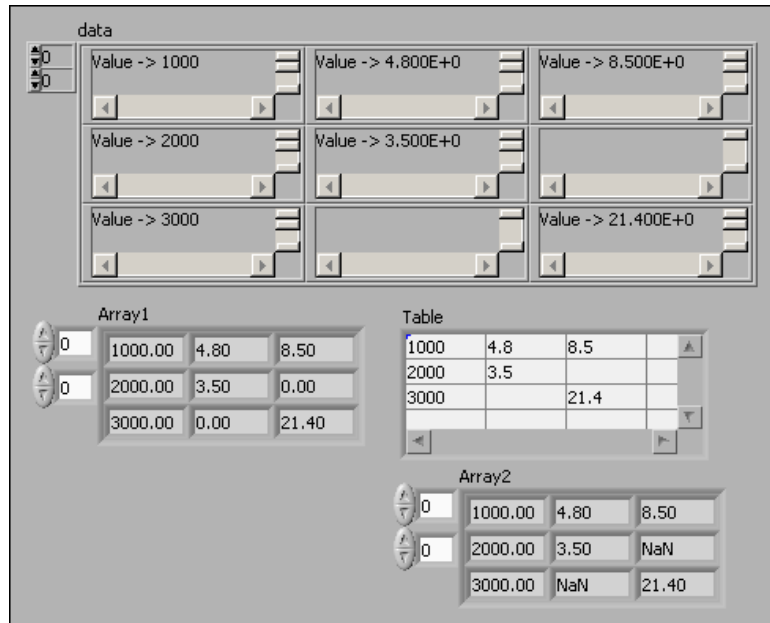 data
0
0
Value -> 1000 Value -> 4.800E+0 Value -> 8.500E+0
Value -> 2000 Value -> 3.500E+0
Value -> 3000 Value -> 21.400E+0
Array1
0
0
1000.00 4.80 8.50
2000.00 3.50 0.00
3000.00 0.00 21.40
Table
1000 4.8 8.5
2000 3.5
3000 21.4
Array2
0
0
1000.00 4.80 8.50
2000.00 3.50 NaN
3000.00 NaN 21.40